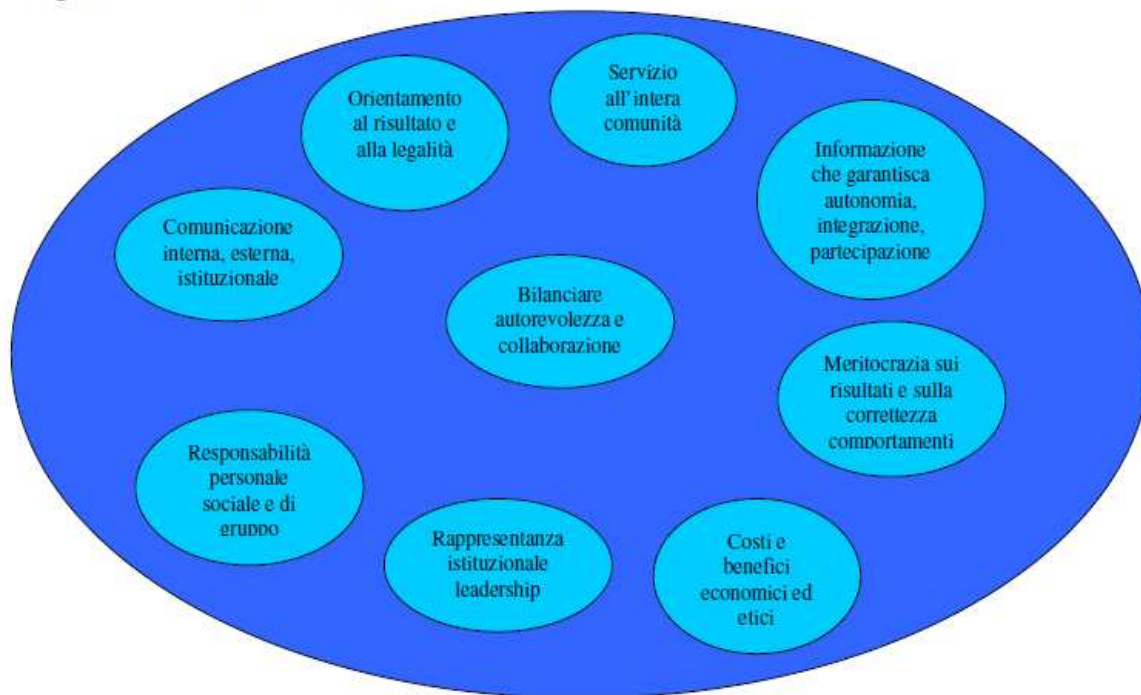 Orientamento
al risultato e
alla legalità
Servizio
all'intera
comunità
Informazione
che garantisca
autonomia,
integrazione,
partecipazione
Comunicazione
interna, esterna,
istituzionale
Bilanciare
autorevolezza e
collaborazione
Meritocrazia sui
risultati e sulla
correttezza
comportamenti
Responsabilità
personale
sociale e di
gruppo
Rappresentanza
istituzionale
leadership
Costi e
benefici
economici ed
etici